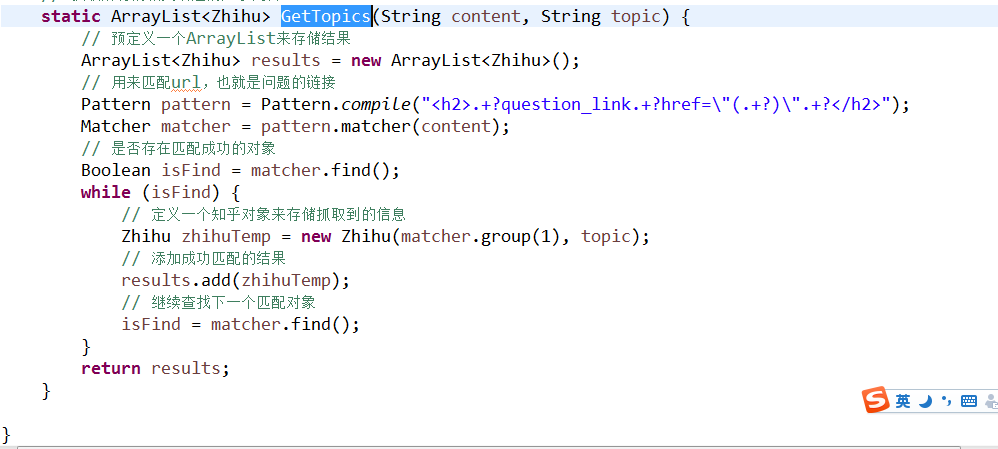 static ArrayList<Zhihu> GetTopics(String content, String topic) {
// 预定义一个ArrayList来存储结果
ArrayList<Zhihu> results = new ArrayList<Zhihu>();
// 用来匹配url，也就是问题的链接
Pattern pattern = Pattern.compile("<h2>.+?question_link.+?href=\"(.+?)\".+?</h2>");
Matcher matcher = pattern.matcher(content);
// 是否存在匹配成功的对象
Boolean isFind = matcher.find();
while (isFind) {
// 定义一个知乎对象来存储抓取到的信息
Zhihu zhihuTemp = new Zhihu(matcher.group(1), topic);
// 添加成功匹配的结果
results.add(zhihuTemp);
// 继续查找下一个匹配对象
isFind = matcher.find();
}
return results;
}
S 英
}